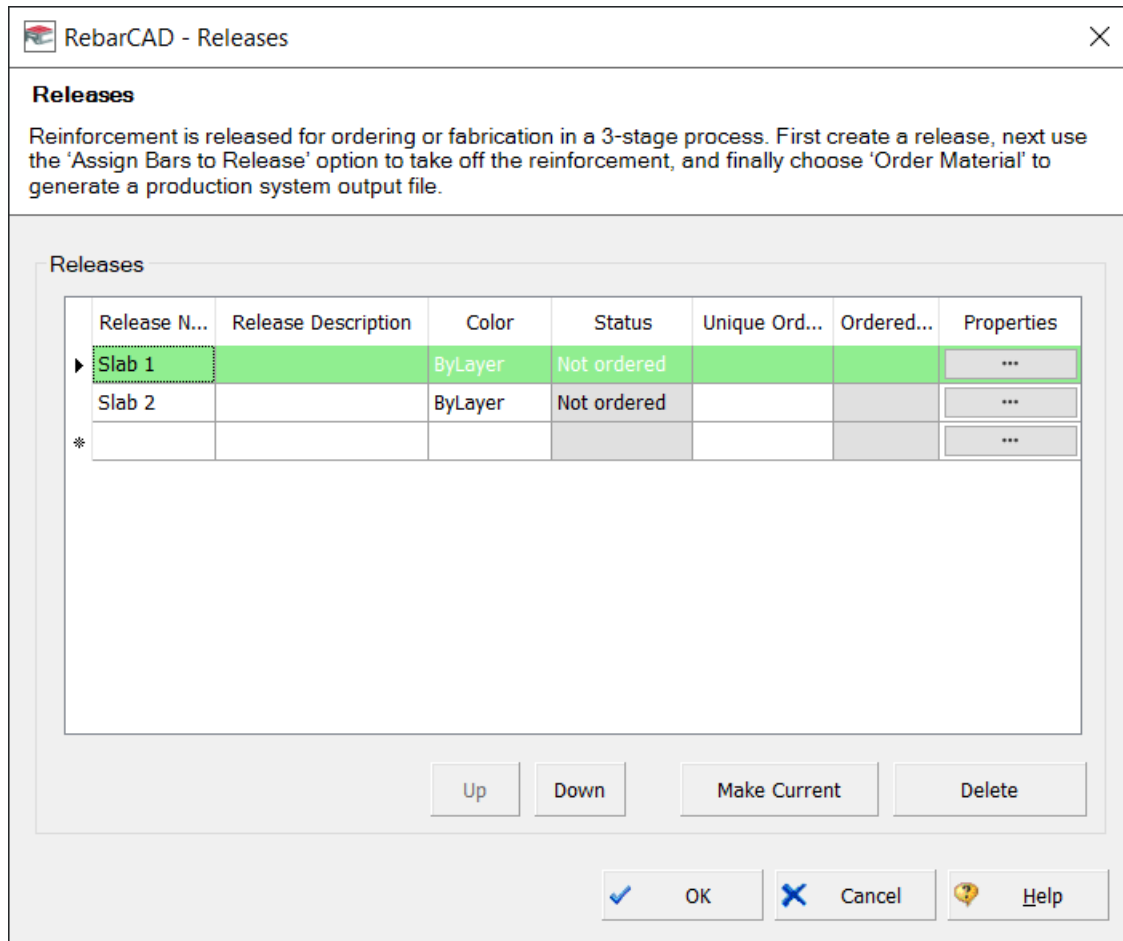 RebarCAD - Releases
Releases
Reinforcement is released for ordering or fabrication in a 3-stage process. First create a release, next use
the ‘Assign Bars to Release’ option to take off the reinforcement, and finally choose ‘Order Material’ to
generate a production system output file.
Releases
Release N... Release Description Color Status Unique Ord... Ordered... Properties
Slab 1 ByLayer Not ordered ...
Slab 2 ByLayer Not ordered ...
...
Up Down Make Current Delete
OK Cancel Help